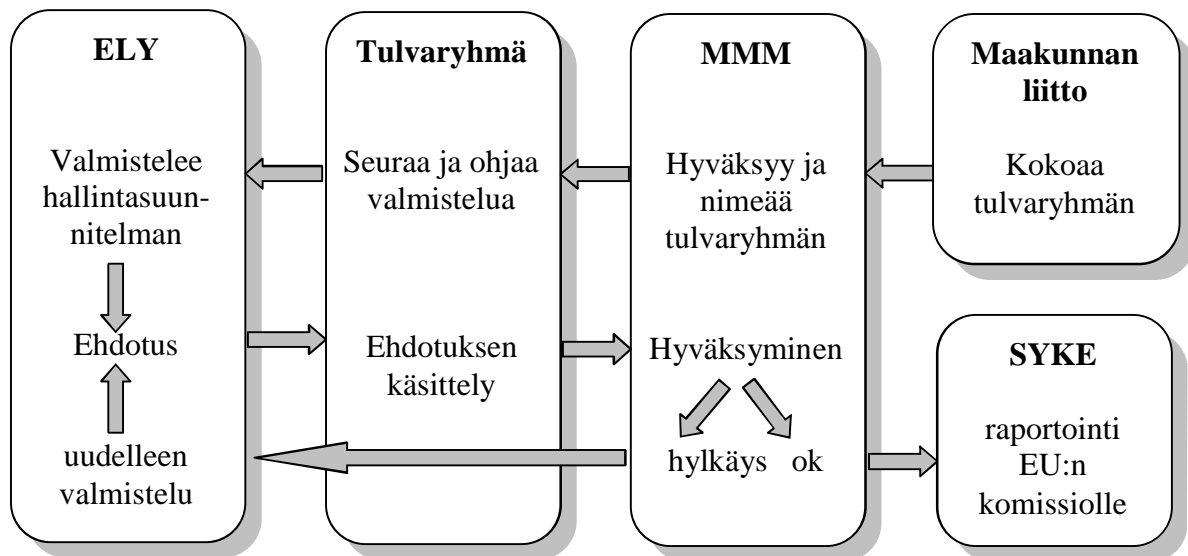 ELY
Valmistelee
hallintasuun-
nitelman
Ehdotus
uudelleen
valmistelu
Tulvaryhmä
Seuraa ja ohjaa
valmistelua
Ehdotuksen
käsittely
MMM
Hyväksyy ja
nimeää
tulvaryhmän
Hyväksyminen
hylkäys ok
Maakunnan
liitto
Kokoaa
tulvaryhmän
SYKE
raportointi
EU:n
komissiolle